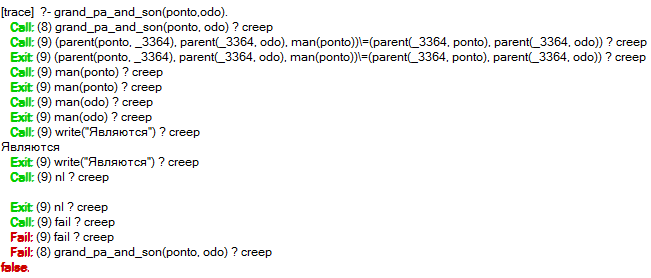 [trace]  ?- grand_pa_and_son(ponto,odo).
Call: (8) grand_pa_and_son(ponto, odo) ? creep
Call: (9) (parent(ponto, _3364), parent(_3364, odo), man(ponto))\=(parent(_3364, ponto), parent(_3364, odo)) ? creep
Exit: (9) (parent(ponto, _3364), parent(_3364, odo), man(ponto))\=(parent(_3364, ponto), parent(_3364, odo)) ? creep
Call: (9) man(ponto) ? creep
Exit: (9) man(ponto) ? creep
Call: (9) man(odo) ? creep
Exit: (9) man(odo) ? creep
Call: (9) write("Являются") ? creep
Являются
Exit: (9) write("Являются") ? creep
Call: (9) nl ? creep
Exit: (9) nl ? creep
Call: (9) fail ? creep
Fail: (9) fail ? creep
Fail: (8) grand_pa_and_son(ponto, odo) ? creep
false.